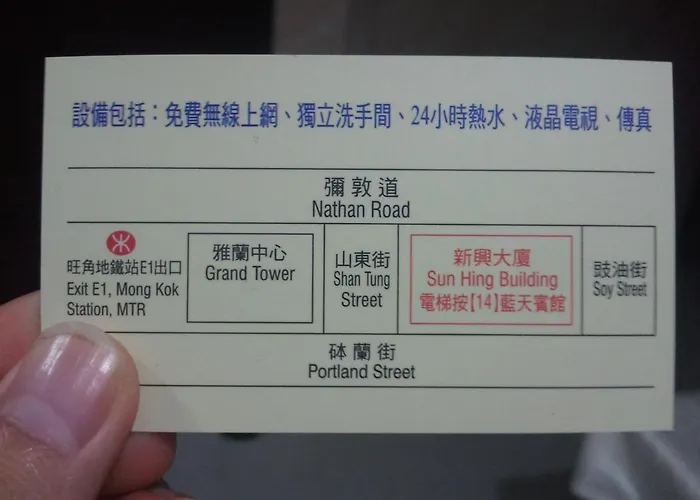 設備包括：免費無線上網、獨立洗手間、24小時熱水、液晶電視、傳真
彌敦道
Nathan Road
旺角地鐵站E1出口
Exit E1, Mong Kok
Station, MTR
雅蘭中心
Grand Tower
山東街
Shan Tung
Street
新興大廈
Sun Hing Building
電梯按【14】藍天賓館
豉油街
Soy Street
砵蘭街
Portland Street